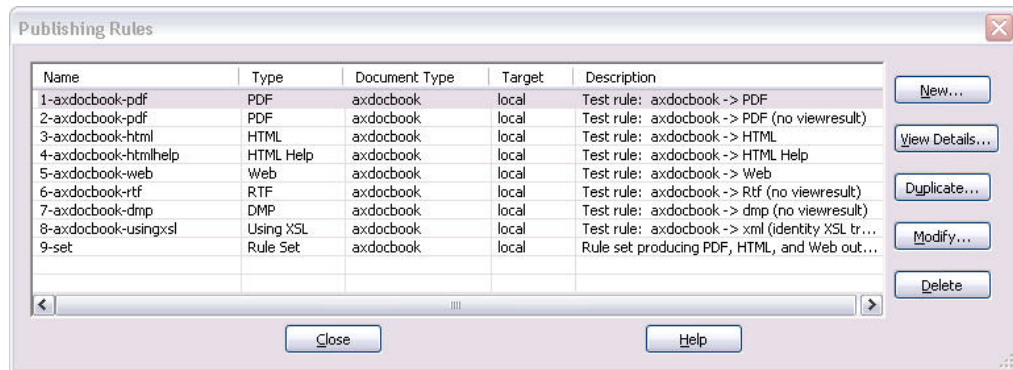 Publishing Rules
Name Type Document Type Target Description
1-axdocbook-pdf PDF axdocbook local Test rule: axdocbook -> PDF
2-axdocbook-pdf PDF axdocbook local Test rule: axdocbook -> PDF (no viewresult)
3-axdocbook-html HTML axdocbook local Test rule: axdocbook -> HTML
4-axdocbook-htmlhelp HTML Help axdocbook local Test rule: axdocbook -> HTML Help
5-axdocbook-web Web axdocbook local Test rule: axdocbook -> Web
6-axdocbook-rtf RTF axdocbook local Test rule: axdocbook -> Rtf (no viewresult)
7-axdocbook-dmp DMP axdocbook local Test rule: axdocbook -> dmp (no viewresult)
8-axdocbook-usingxsl Using XSL axdocbook local Test rule: axdocbook -> xml (identity XSL tr...
9-set Rule Set axdocbook local Rule set producing PDF, HTML, and Web out...
New...
View Details...
Duplicate...
Modify...
Delete
Close Help